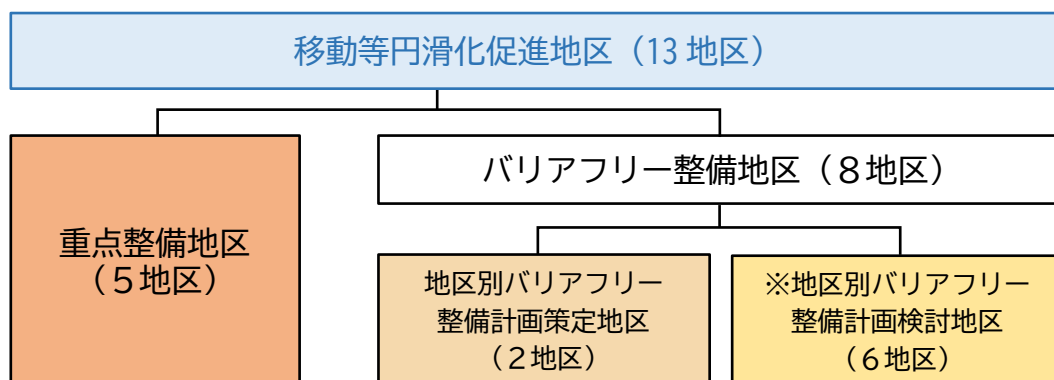 移動等円滑化促進地区（13 地区）
バリアフリー整備地区（８地区）
重点整備地区
（５地区）
地区別バリアフリー
整備計画策定地区
（２地区）
※地区別バリアフリー
整備計画検討地区
（６地区）